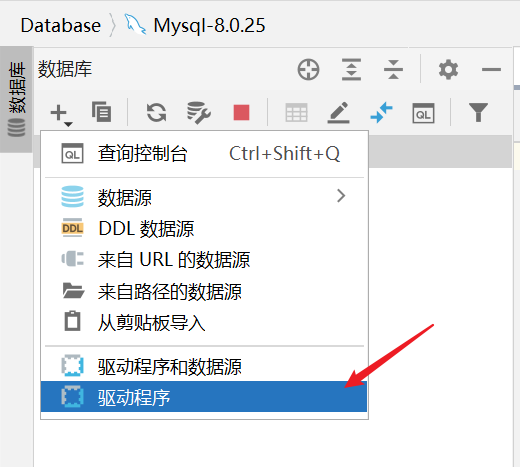 Database Mysql-8.0.25
数据库
数据库
QL
QL 查询控制台 Ctrl+Shift+Q
数据源
DDL DDL 数据源
来自 URL 的数据源
来自路径的数据源
从剪贴板导入
驱动程序和数据源
驱动程序